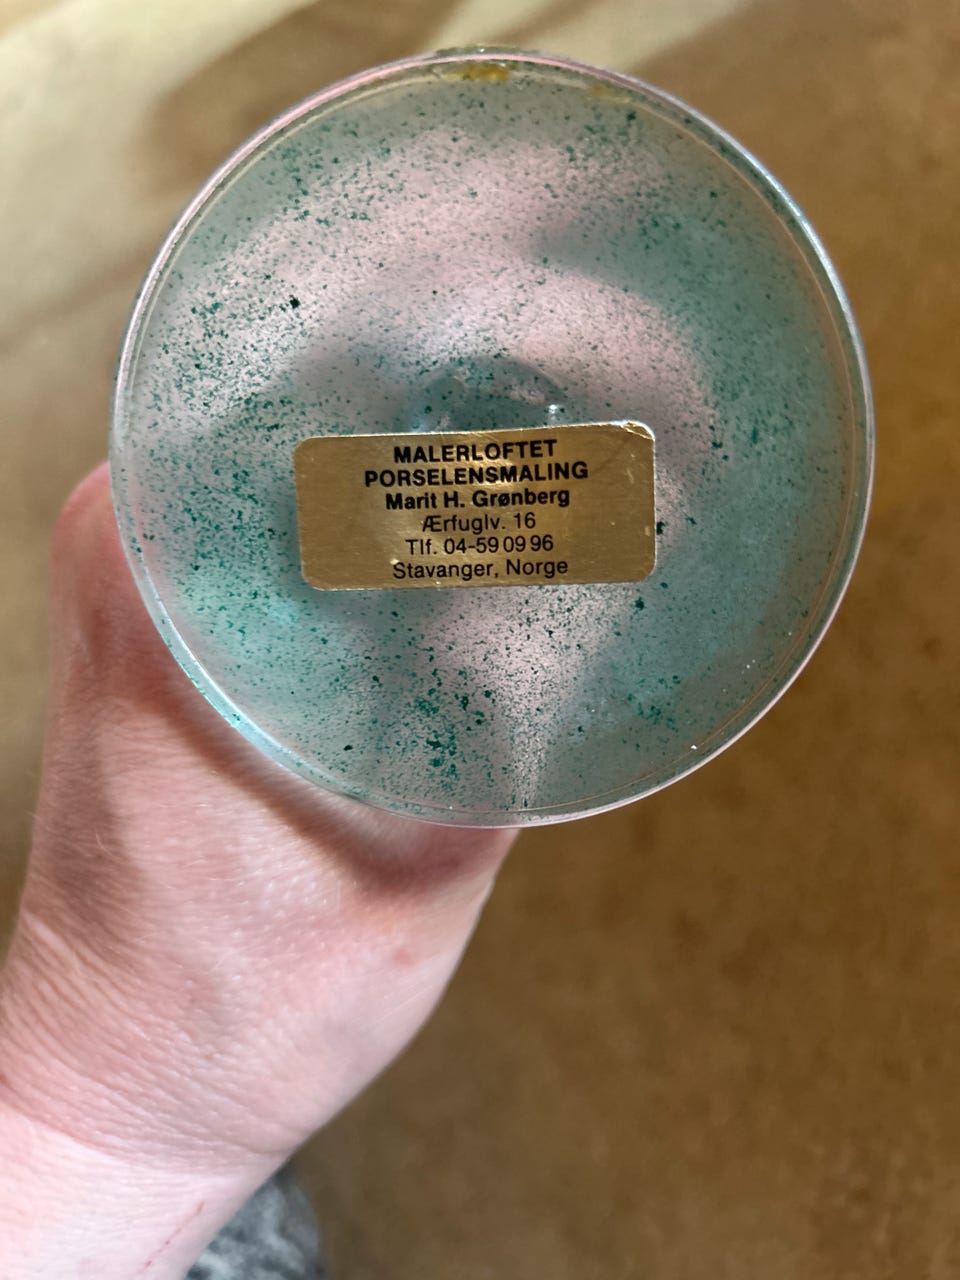 MALERLOFTET
PORSELENSMALING
Marit H. Grønberg
Ærfuglv. 16
Tlf. 04-59 09 96
Stavanger, Norge